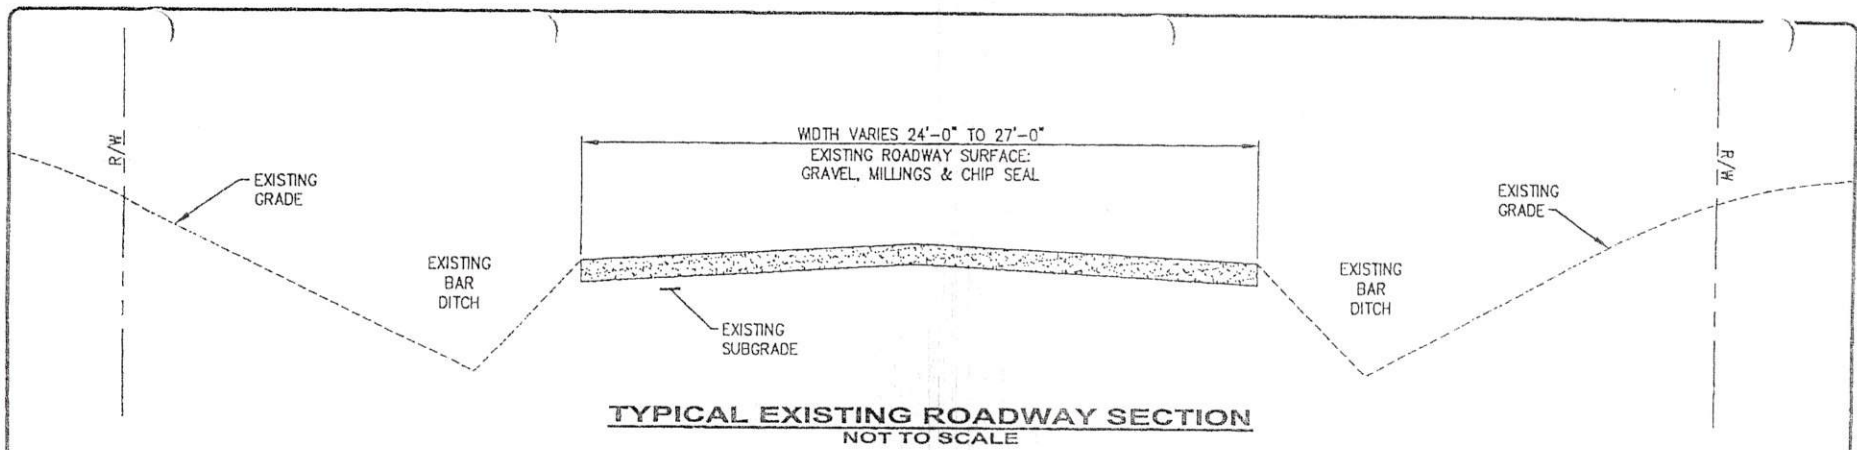 R/W
WIDTH VARIES 24'-0" TO 27'-0"
EXISTING ROADWAY SURFACE:
GRAVEL, MILLINGS & CHIP SEAL
R/W
EXISTING
GRADE
EXISTING
GRADE
EXISTING
BAR
DITCH
EXISTING
BAR
DITCH
EXISTING
SUBGRADE
TYPICAL EXISTING ROADWAY SECTION
NOT TO SCALE